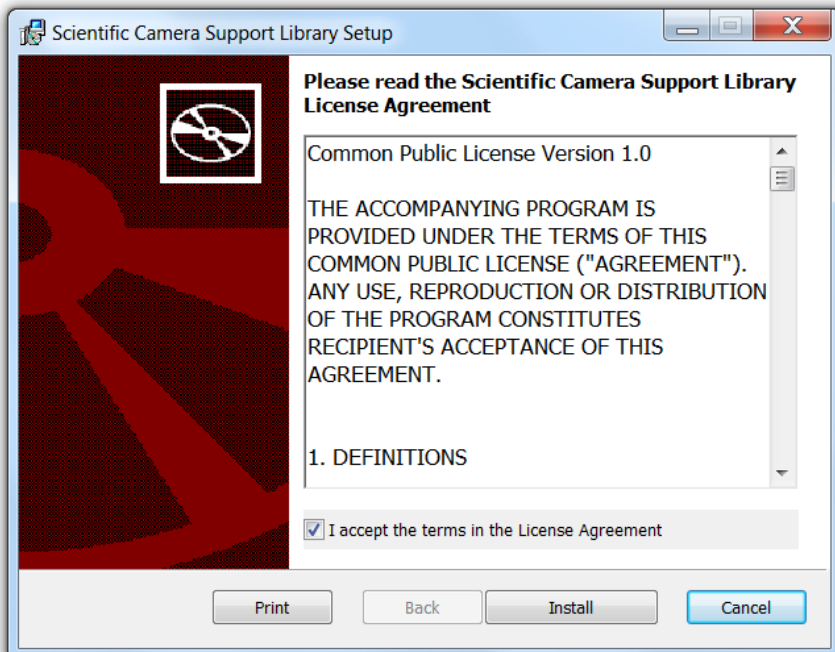 Scientific Camera Support Library Setup
Please read the Scientific Camera Support Library
License Agreement
Common Public License Version 1.0
THE ACCOMPANYING PROGRAM IS
PROVIDED UNDER THE TERMS OF THIS
COMMON PUBLIC LICENSE ("AGREEMENT").
ANY USE, REPRODUCTION OR DISTRIBUTION
OF THE PROGRAM CONSTITUTES
RECIPIENT'S ACCEPTANCE OF THIS
AGREEMENT.
1. DEFINITIONS
I accept the terms in the License Agreement
Print Back Install Cancel